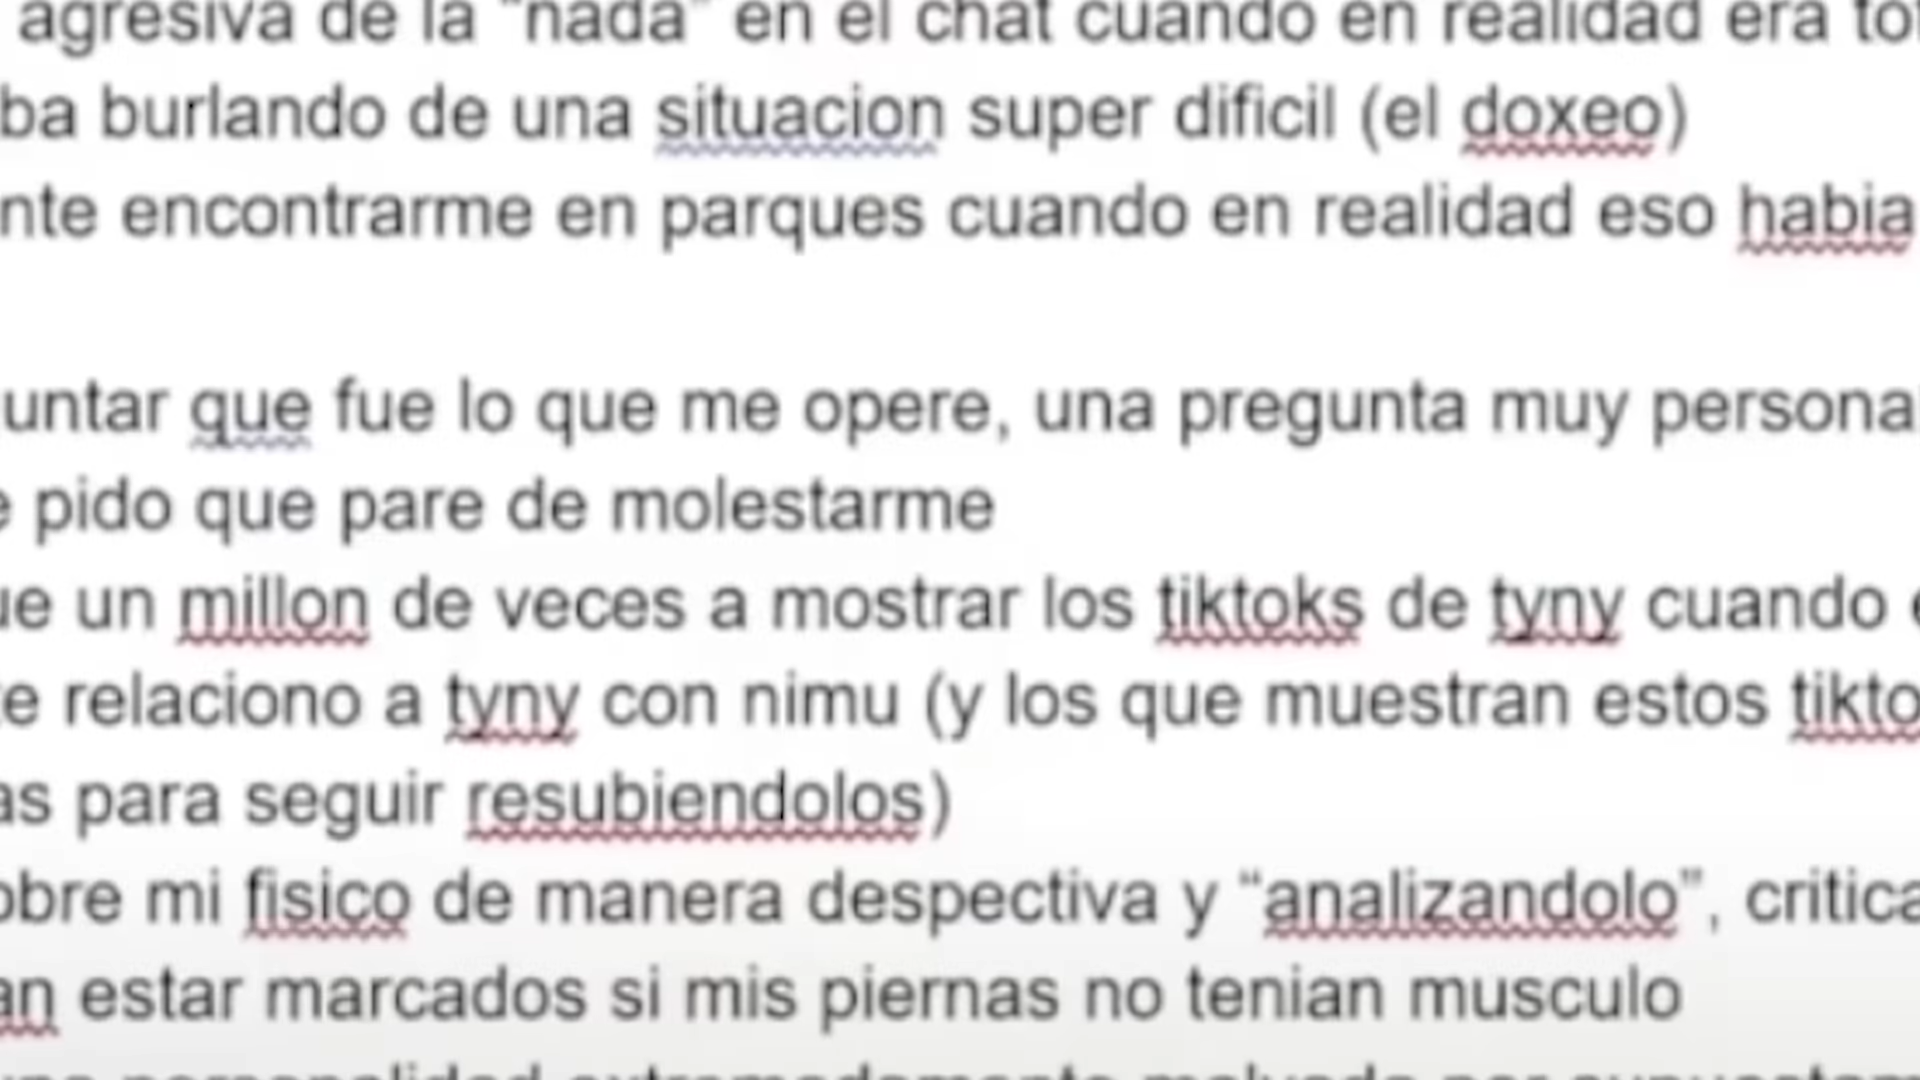 agresiva de la “nada” en el chat cuando en realidad era
ba burlando de una situacion super dificil (el doxeo)
nte encontrarme en parques cuando en realidad eso habia
untar que fue lo que me opere, una pregunta muy persona
pido que pare de molestarme
ue un millon de veces a mostrar los tiktoks de tyny cuando
te relaciono a tyny con nimu (y los que muestran estos tikto
as para seguir resubiendolos)
obre mi fisico de manera despectiva y “analizandolo”, critica
an estar marcados si mis piernas no tenian musculo